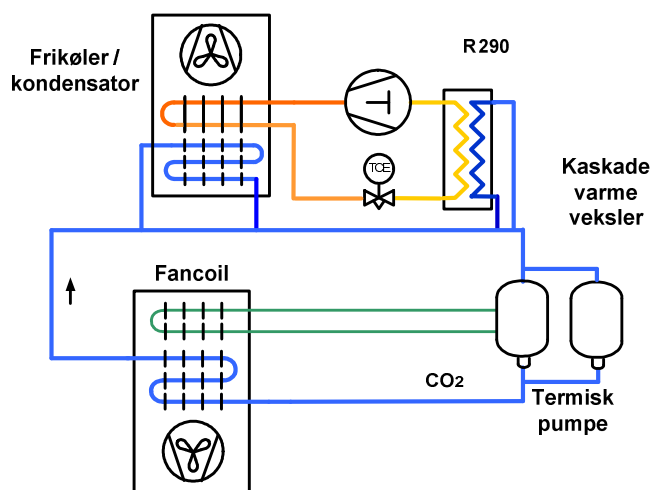 Frikøler /
kondensator
R290
TCE
Kaskade
varme
veksler
Fancoil
CO2
Termisk
pumpe